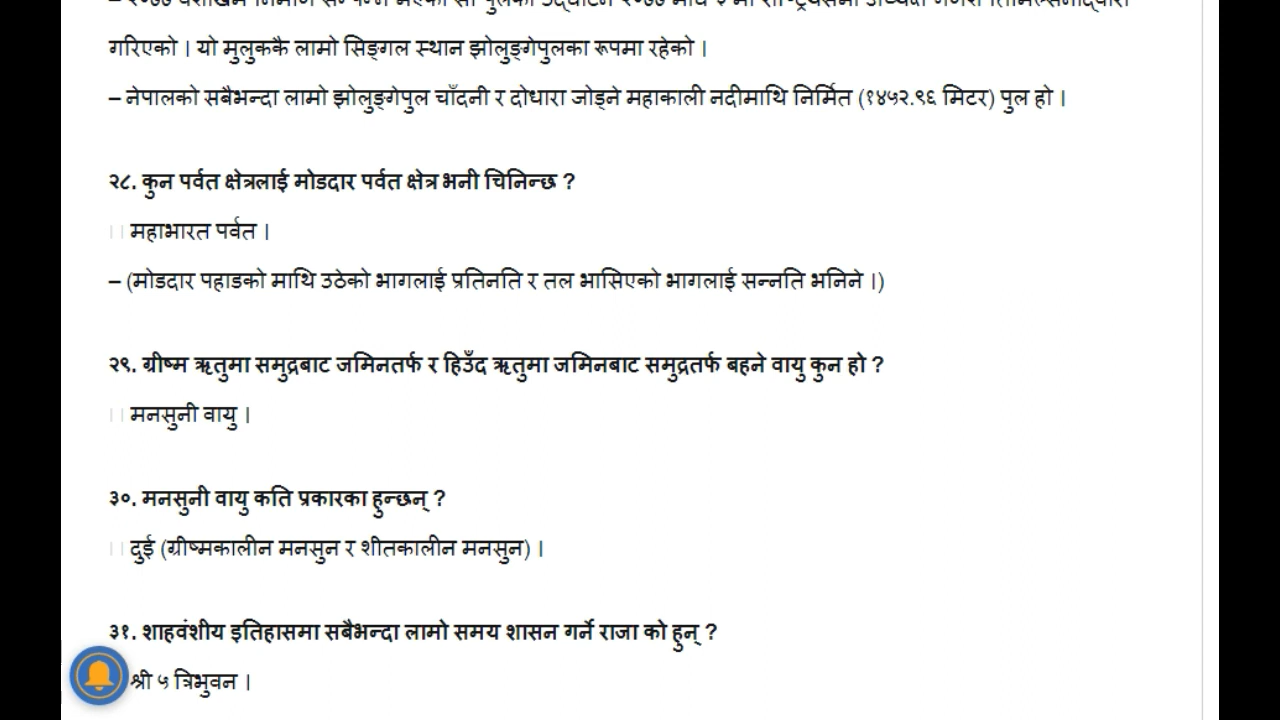 गरिएको । यो मुलुककै लामो सिङ्गल स्थान झोलुङ्गेपुलका रूपमा रहेको ।
– नेपालको सबैभन्दा लामो झोलुङ्गेपुल चाँदनी र दोधारा जोड्ने महाकाली नदीमाथि निर्मित (१४५२.९६ मिटर) पुल हो ।
२८. कुन पर्वत क्षेत्रलाई मोडदार पर्वत क्षेत्र भनी चिनिन्छ ?
महाभारत पर्वत ।
– (मोडदार पहाडको माथि उठेको भागलाई प्रतिनति र तल भासिएको भागलाई सन्नति भनिने ।)
२९. ग्रीष्म ऋतुमा समुद्रबाट जमिनतर्फ र हिउँद ऋतुमा जमिनबाट समुद्रतर्फ बहने वायु कुन हो ?
मनसुनी वायु ।
३०. मनसुनी वायु कति प्रकारका हुन्छन् ?
दुई (ग्रीष्मकालीन मनसुन र शीतकालीन मनसुन) ।
३१. शाहवंशीय इतिहासमा सबैभन्दा लामो समय शासन गर्ने राजा को हुन् ?
श्री ५ त्रिभुवन ।